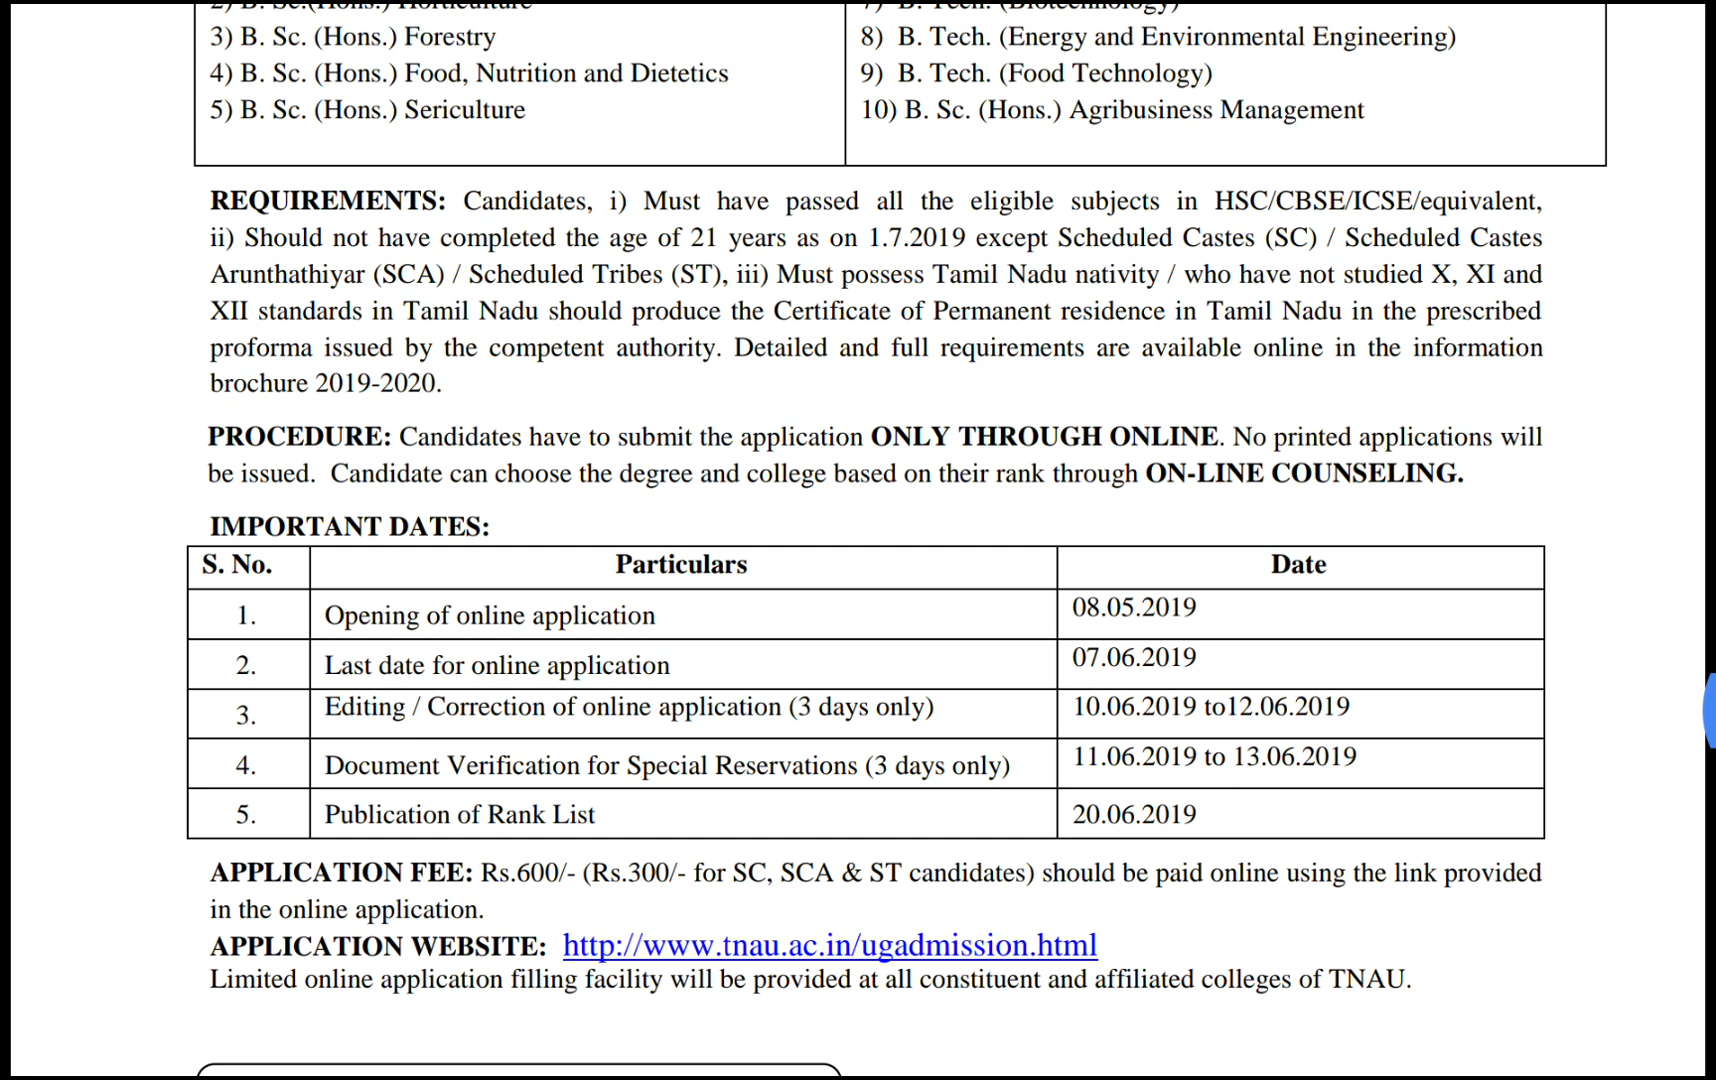 2) B. Sc.(Hons.) Horticulture
7) B. Tech. (Biotechnology)
3) B. Sc. (Hons.) Forestry
8) B. Tech. (Energy and Environmental Engineering)
4) B. Sc. (Hons.) Food, Nutrition and Dietetics
9) B. Tech. (Food Technology)
5) B. Sc. (Hons.) Sericulture
10) B. Sc. (Hons.) Agribusiness Management
REQUIREMENTS: Candidates, i) Must have passed all the eligible subjects in HSC/CBSE/ICSE/equivalent,
ii) Should not have completed the age of 21 years as on 1.7.2019 except Scheduled Castes (SC) / Scheduled Castes
Arunthathiyar (SCA) / Scheduled Tribes (ST), iii) Must possess Tamil Nadu nativity / who have not studied X, XI and
XII standards in Tamil Nadu should produce the Certificate of Permanent residence in Tamil Nadu in the prescribed
proforma issued by the competent authority. Detailed and full requirements are available online in the information
brochure 2019-2020.
PROCEDURE: Candidates have to submit the application ONLY THROUGH ONLINE. No printed applications will
be issued. Candidate can choose the degree and college based on their rank through ON-LINE COUNSELING.
IMPORTANT DATES:
S. No. Particulars Date
1. Opening of online application 08.05.2019
2. Last date for online application 07.06.2019
3. Editing / Correction of online application (3 days only) 10.06.2019 to12.06.2019
4. Document Verification for Special Reservations (3 days only) 11.06.2019 to 13.06.2019
5. Publication of Rank List 20.06.2019
APPLICATION FEE: Rs.600/- (Rs.300/- for SC, SCA & ST candidates) should be paid online using the link provided
in the online application.
APPLICATION WEBSITE: http://www.tnau.ac.in/ugadmission.html
Limited online application filling facility will be provided at all constituent and affiliated colleges of TNAU.